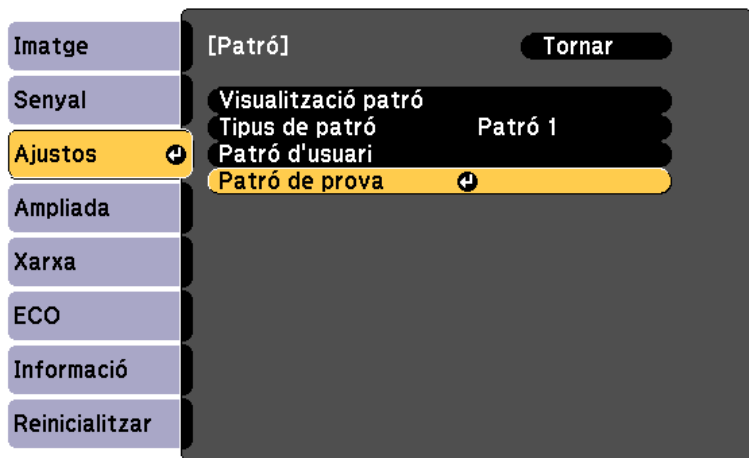 Imatge
Senyal
Ajustos
Ampliada
Xarxa
ECO
Informació
Reinicialitzar
[Patró] Tornar
Visualització patró
Tipus de patró Patró 1
Patró d'usuari
Patró de prova